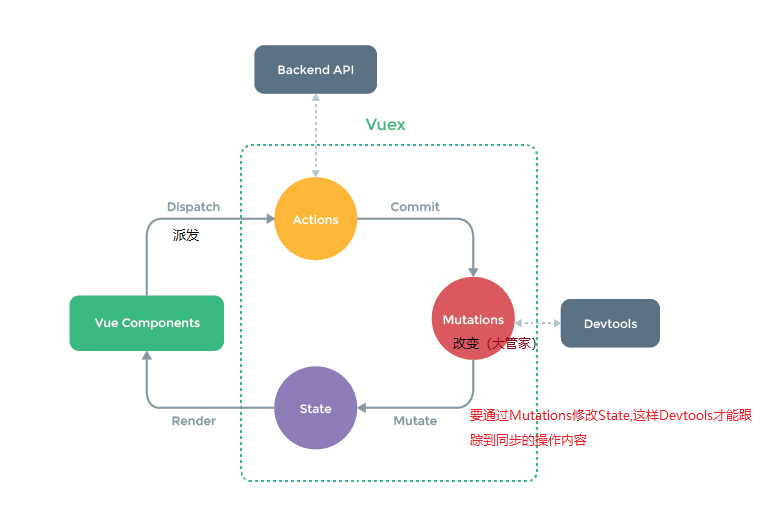 Backend API
Vuex
Dispatch
Commit
Actions
派发
Vue Components
Mutations
改变（大管家）
Devtools
State
Render
Mutate
要通过Mutations修改State,这样Devtools才能跟
踪到同步的操作内容